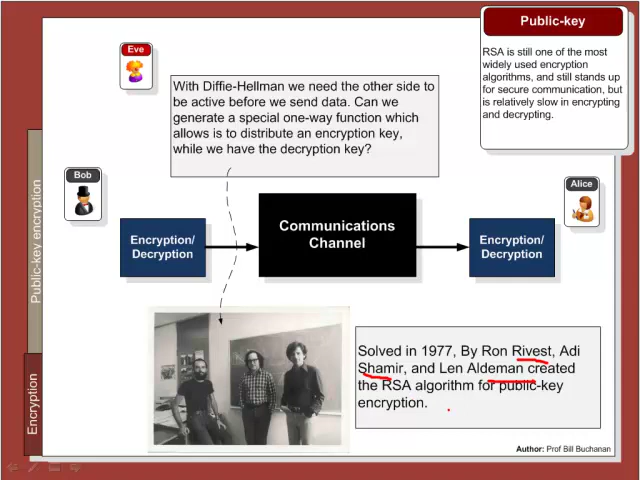 Public-key
RSA is still one of the most
widely used encryption
algorithms, and still stands up
for secure communication, but
is relatively slow in encrypting
and decrypting.
Eve
With Diffie-Hellman we need the other side to
be active before we send data. Can we
generate a special one-way function which
allows is to distribute an encryption key,
while we have the decryption key?
Bob
Alice
Encryption/
Decryption
Communications
Channel
Encryption/
Decryption
Public-key encryption
Encryption
Solved in 1977, By Ron Rivest, Adi
Shamir, and Len Aldeman created
the RSA algorithm for public-key
encryption.
Author: Prof Bill Buchanan